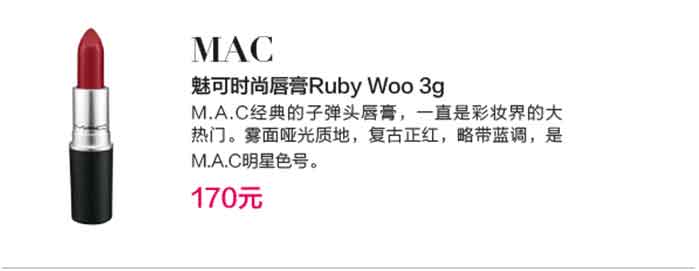 MAC
魅可时尚唇膏Ruby Woo 3g
M.A.C经典的子弹头唇膏，一直是彩妆界的大
热门。雾面哑光质地，复古正红，略带蓝调，是
M.A.C明星色号。
170元